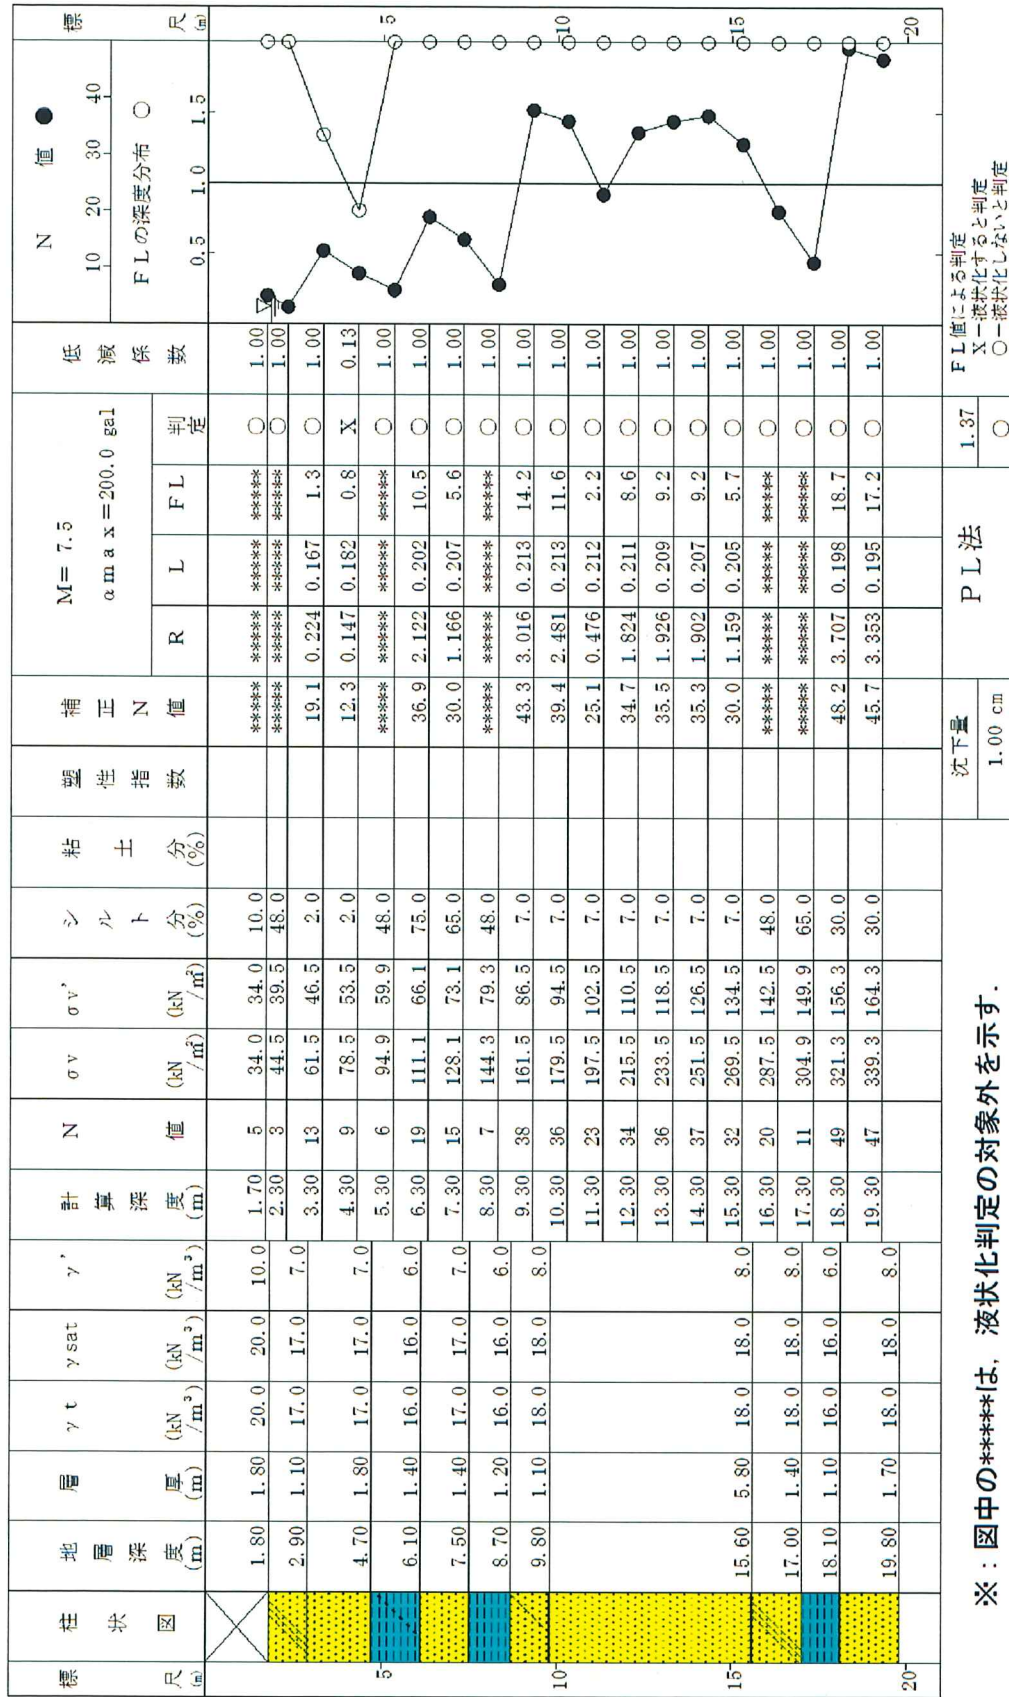 標尺(m) 柱状図 地層深度(m) 層厚(m) γt(kN/m³) γsat(kN/m³) γ'(kN/m³) 計算深度(m) N値 σv(kN/㎡) σv'(kN/㎡) シルト分(%) 粘土分(%) 塑性指数 補正N値 M=7.5 αmax=200.0 gal R L FL 判定 低減係数 N値 ● 10 20 30 40 FLの深度分布 ○ 0.5 1.0 1.5 標尺(m)
1.80 1.80 20.0 20.0 10.0
2.90 1.10 17.0 17.0 7.0
4.70 1.80 17.0 17.0 7.0
6.10 1.40 16.0 16.0 6.0
7.50 1.40 17.0 17.0 7.0
8.70 1.20 16.0 16.0 6.0
9.80 1.10 18.0 18.0 8.0
15.60 5.80 18.0 18.0 8.0
17.00 1.40 18.0 18.0 8.0
18.10 1.10 16.0 16.0 6.0
19.80 1.70 18.0 18.0 8.0
1.70 5 34.0 34.0 10.0 ***** ***** ***** ***** ○ 1.00
2.30 3 44.5 39.5 48.0 ***** ***** ***** ***** ○ 1.00
3.30 13 61.5 46.5 2.0 19.1 0.224 0.167 1.3 ○ 1.00
4.30 9 78.5 53.5 2.0 12.3 0.147 0.182 0.8 X 0.13
5.30 6 94.9 59.9 48.0 ***** ***** ***** ***** ○ 1.00
6.30 19 111.1 66.1 75.0 36.9 2.122 0.202 10.5 ○ 1.00
7.30 15 128.1 73.1 65.0 30.0 1.166 0.207 5.6 ○ 1.00
8.30 7 144.3 79.3 48.0 ***** ***** ***** ***** ○ 1.00
9.30 38 161.5 86.5 7.0 43.3 3.016 0.213 14.2 ○ 1.00
10.30 36 179.5 94.5 7.0 39.4 2.481 0.213 11.6 ○ 1.00
11.30 23 197.5 102.5 7.0 25.1 0.476 0.212 2.2 ○ 1.00
12.30 34 215.5 110.5 7.0 34.7 1.824 0.211 8.6 ○ 1.00
13.30 36 233.5 118.5 7.0 35.5 1.926 0.209 9.2 ○ 1.00
14.30 37 251.5 126.5 7.0 35.3 1.902 0.207 9.2 ○ 1.00
15.30 32 269.5 134.5 7.0 30.0 1.159 0.205 5.7 ○ 1.00
16.30 20 287.5 142.5 48.0 ***** ***** ***** ***** ○ 1.00
17.30 11 304.9 149.9 65.0 ***** ***** ***** ***** ○ 1.00
18.30 49 321.3 156.3 30.0 48.2 3.707 0.198 18.7 ○ 1.00
19.30 47 339.3 164.3 30.0 45.7 3.353 0.195 17.2 ○ 1.00
5 10 15 20
5 10 15 20
沈下量
1.00 cm
PL法
1.37
○
FL値による判定
X-液状化すると判定
○-液状化しないと判定
※:図中の*****は, 液状化判定の対象外を示す.